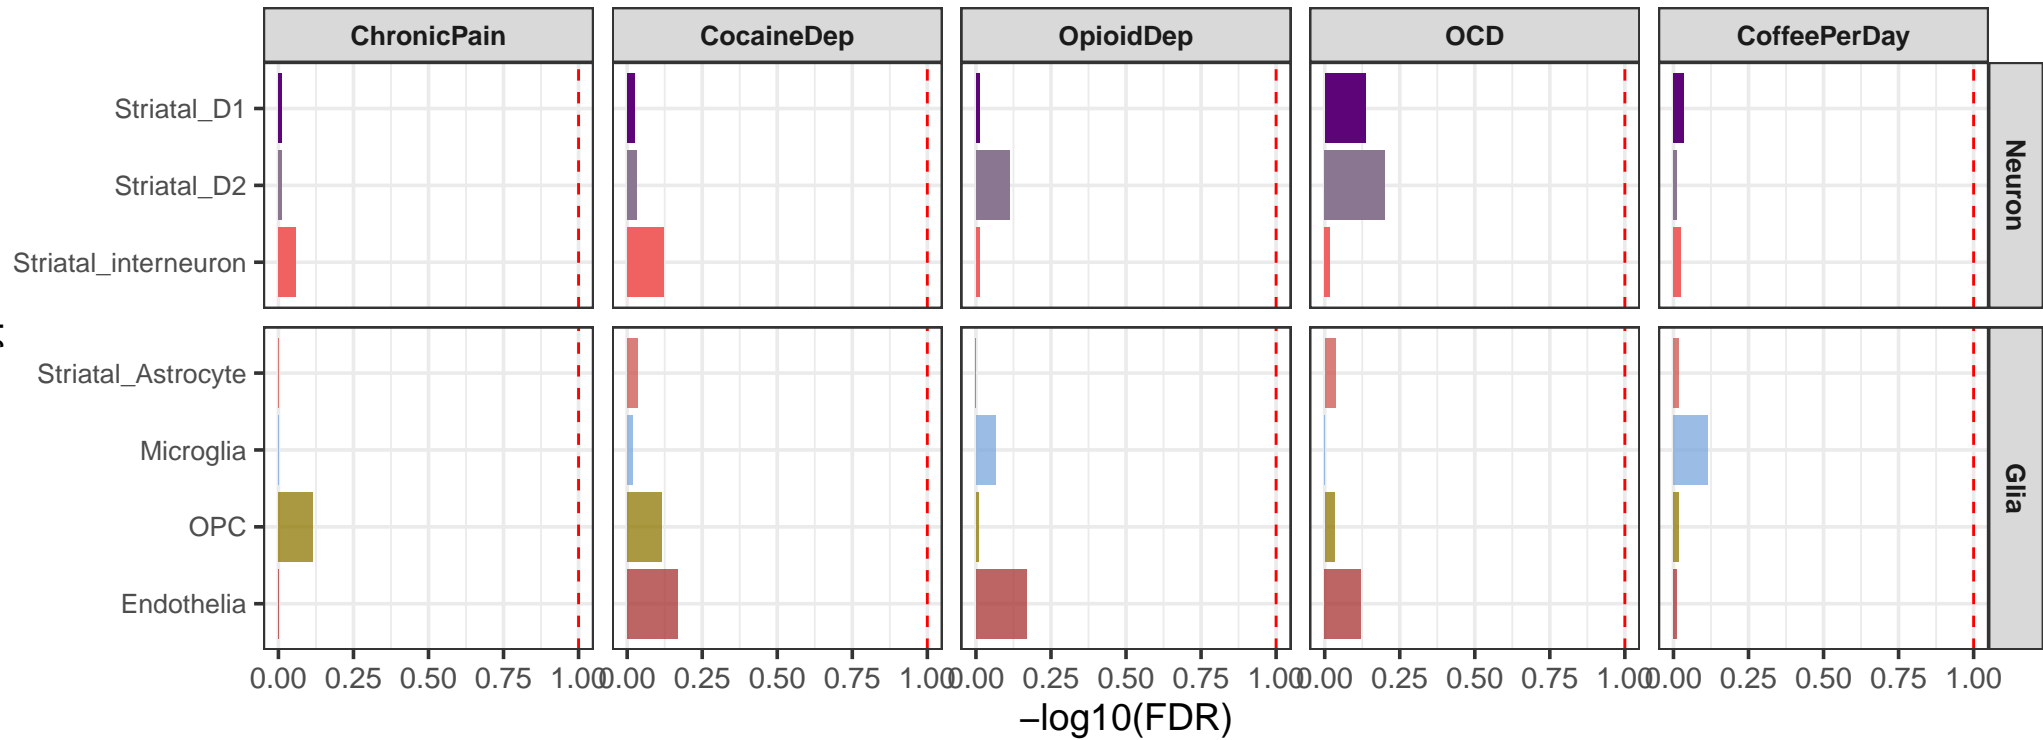 ChronicPain CocaineDep OpioidDep OCD CoffeePerDay
Striatal_D1
Striatal_D2
Striatal_interneuron
Neuron
Striatal_Astrocyte
Microglia
OPC
Endothelia
Glia
0.00 0.25 0.50 0.75 1.00 0.00 0.25 0.50 0.75 1.00 0.00 0.25 0.50 0.75 1.00 0.00 0.25 0.50 0.75 1.00 0.00 0.25 0.50 0.75 1.00
−log10(FDR)